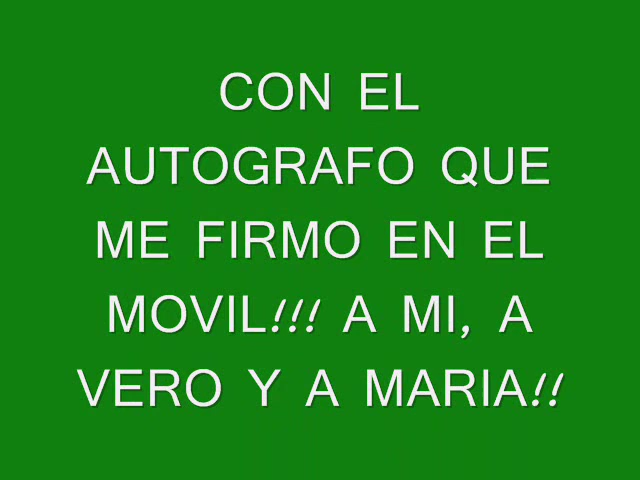 CON EL
AUTOGRAFO QUE
ME FIRMO EN EL
MOVIL!!! A MI, A
VERO Y A MARIA!!